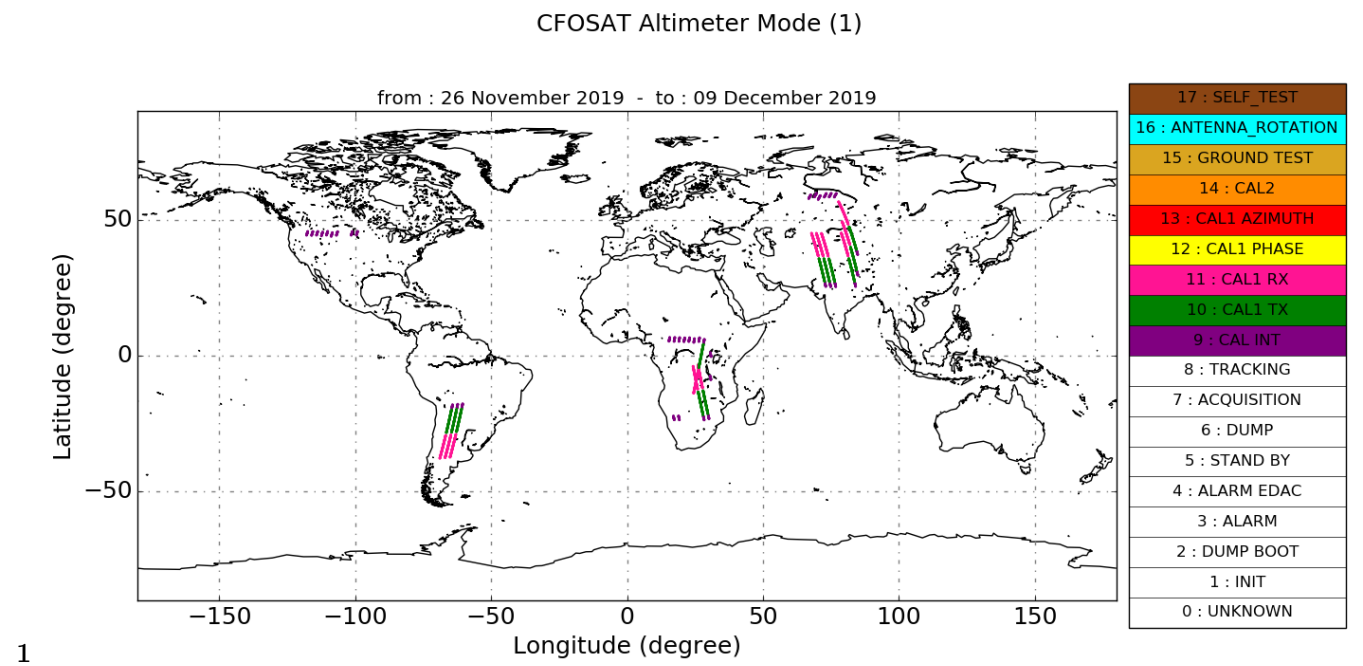 CFOSAT Altimeter Mode (1)
from : 26 November 2019 - to : 09 December 2019
17 : SELF_TEST
16 : ANTENNA_ROTATION
15 : GROUND TEST
14 : CAL2
13 : CAL1 AZIMUTH
12 : CAL1 PHASE
11 : CAL1 RX
10 : CAL1 TX
9 : CAL INT
8 : TRACKING
7 : ACQUISITION
6 : DUMP
5 : STAND BY
4 : ALARM EDAC
3 : ALARM
2 : DUMP BOOT
1 : INIT
0 : UNKNOWN
Latitude (degree)
50
0
−50
−150 −100 −50 0 50 100 150
Longitude (degree)
1